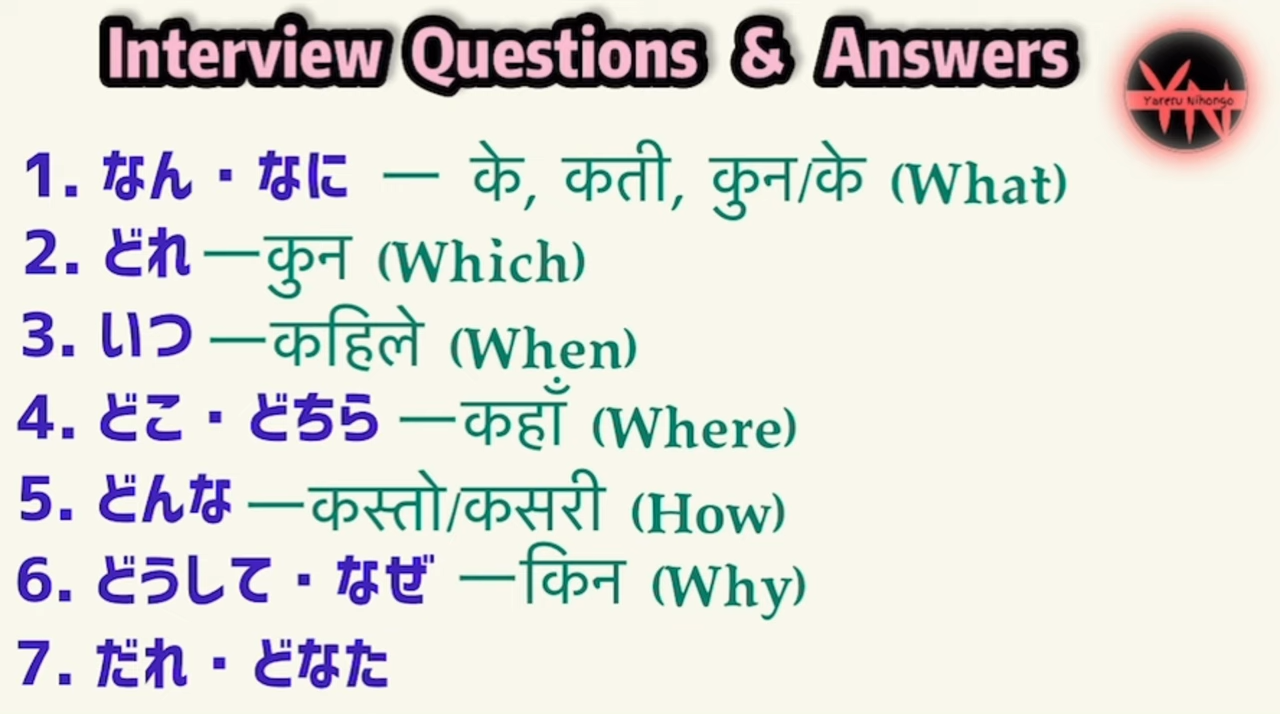 Interview Questions & Answers
Yareru Nihongo
1. なん・なに — के, कती, कुन/के (What)
2. どれ —कुन (Which)
3. いつ —कहिले (When)
4. どこ・どちら —कहाँ (Where)
5. どんな —कस्तो/कसरी (How)
6. どうして・なぜ —किन (Why)
7. だれ・どなた